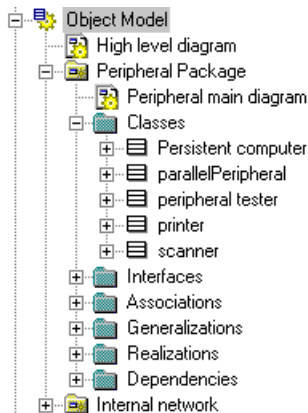 Object Model
High level diagram
Peripheral Package
Peripheral main diagram
Classes
Persistent computer
parallelPeripheral
peripheral tester
printer
scanner
Interfaces
Associations
Generalizations
Realizations
Dependencies
Internal network